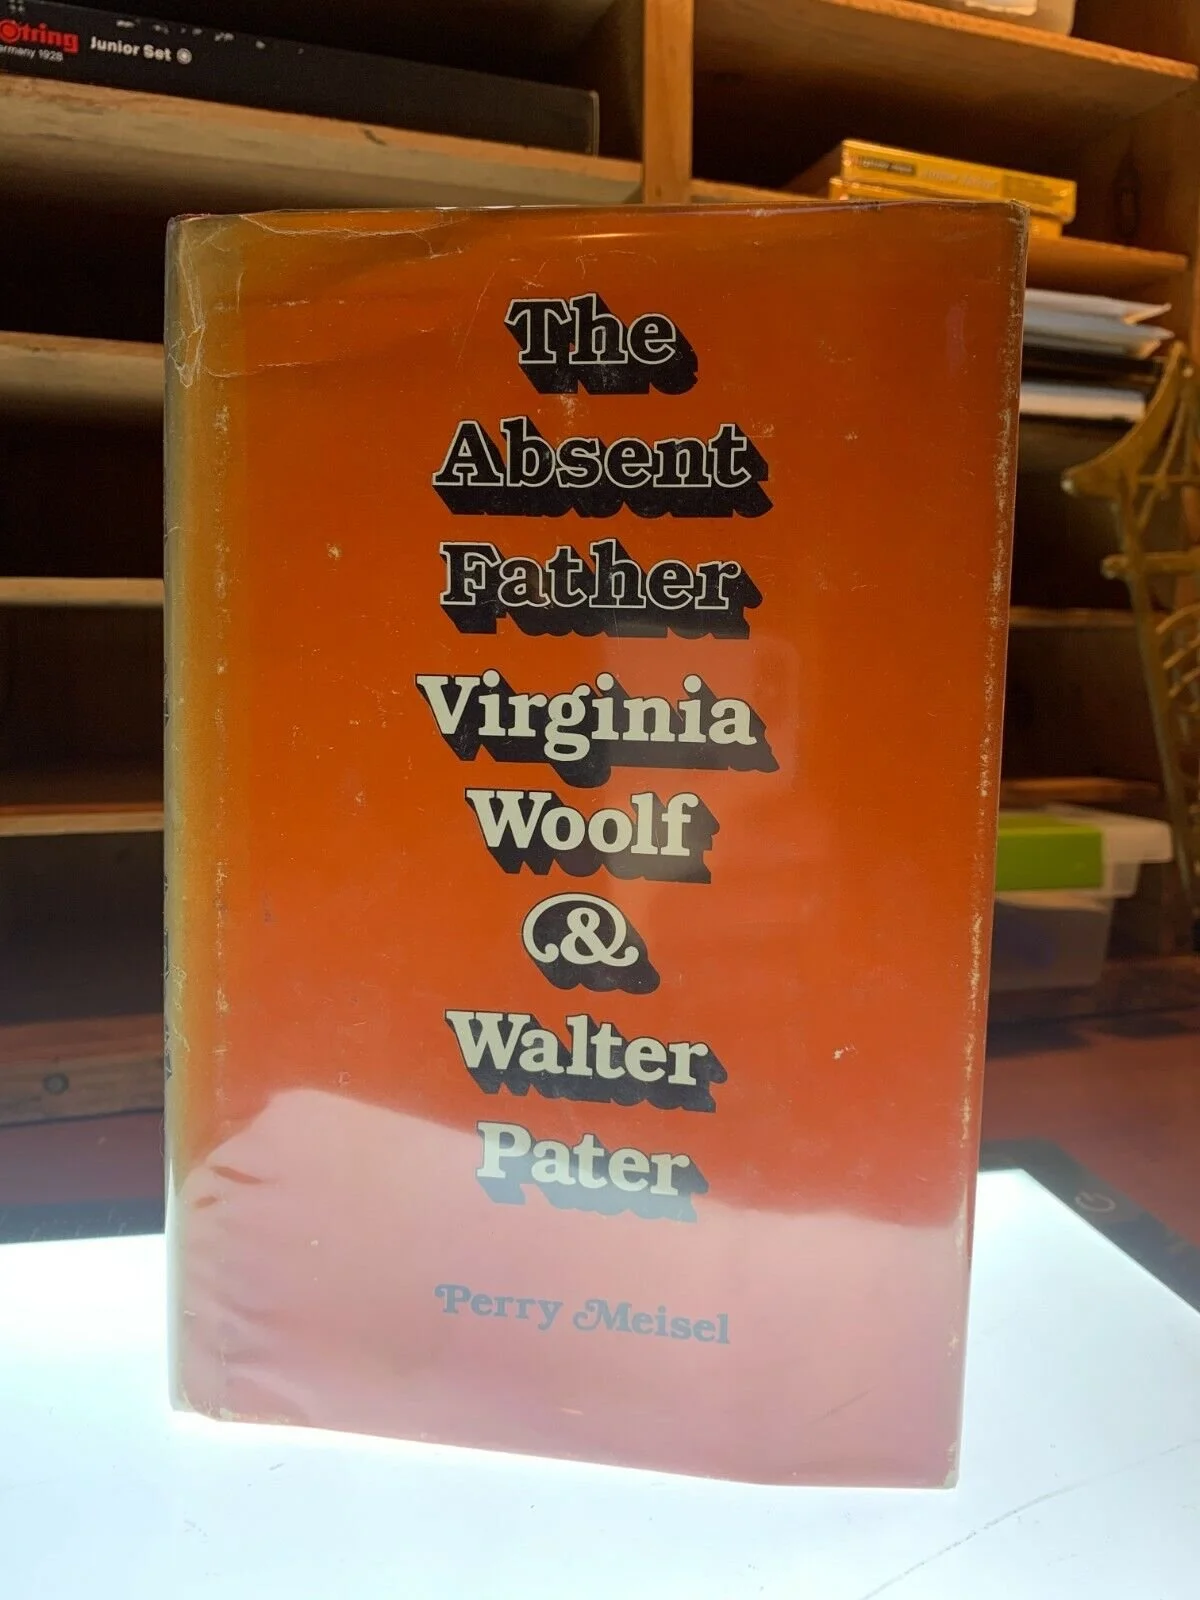 otring
ermany 1928
Junior Set
The
Absent
Father
Virginia
Woolf
&
Walter
Pater
Perry Meisel